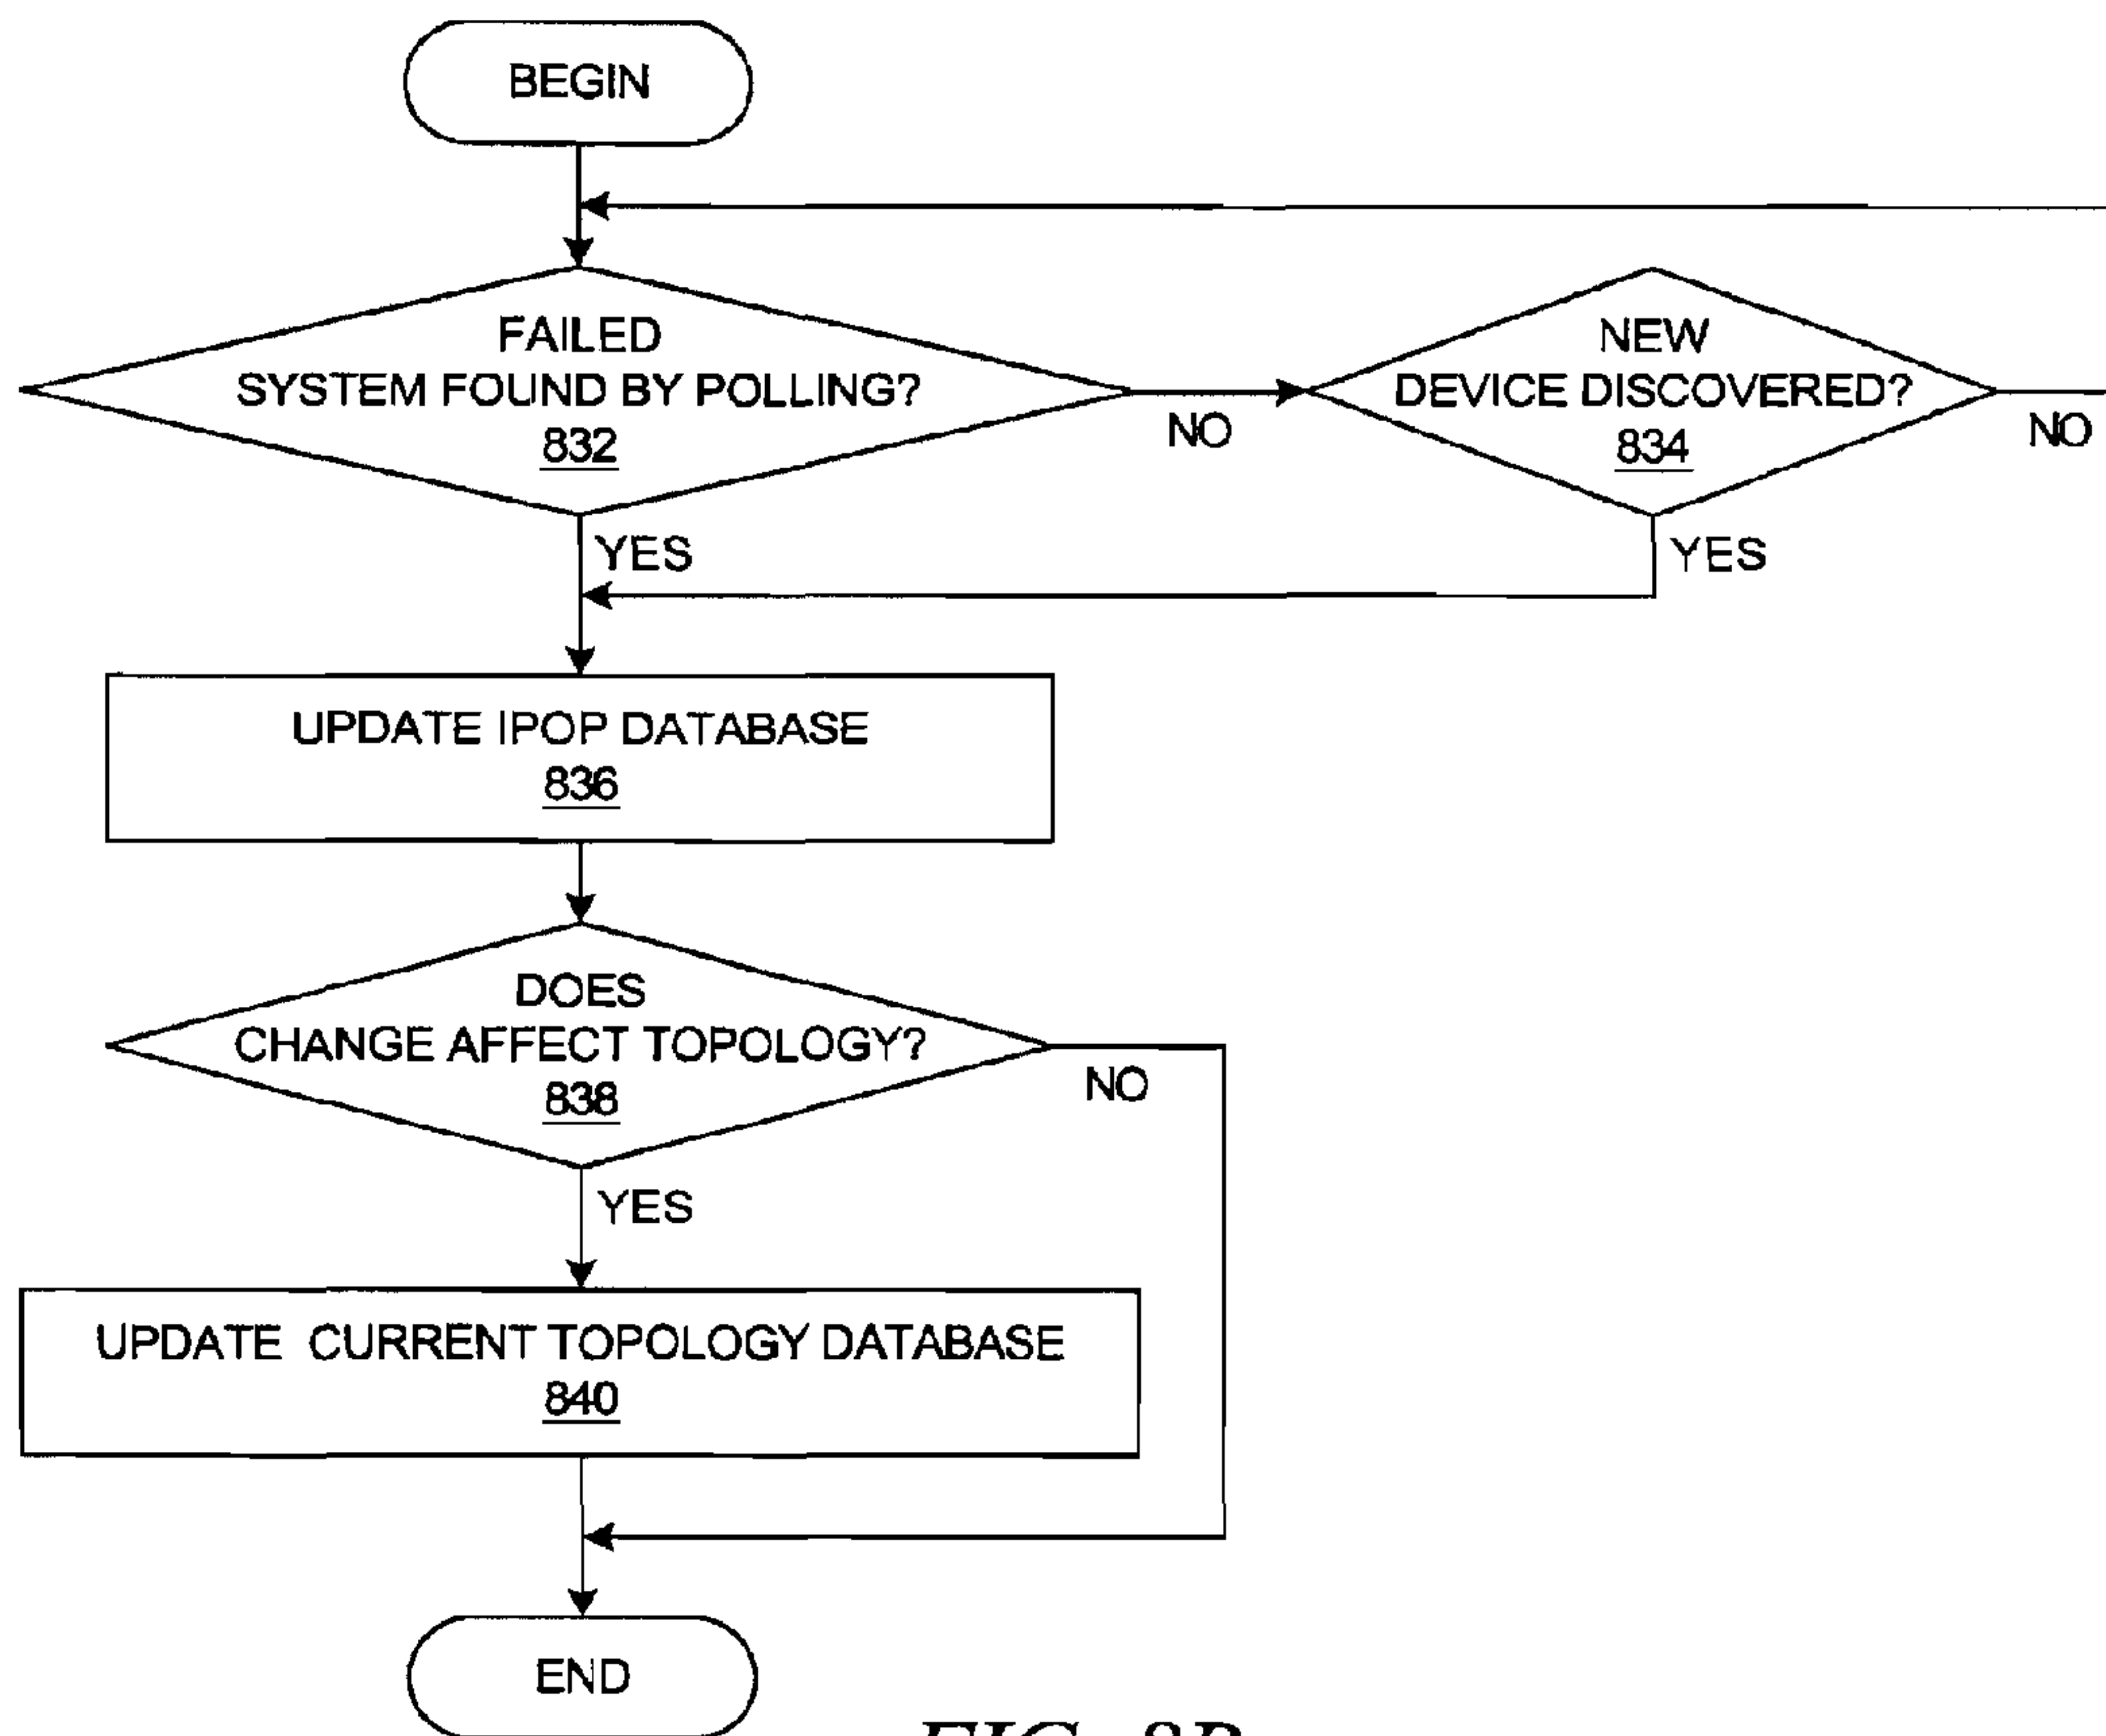 BEGIN
FAILED
SYSTEM FOUND BY POLLING?
832
NO
NEW
DEVICE DISCOVERED?
834
NO
YES
YES
UPDATE IPOP DATABASE
836
DOES
CHANGE AFFECT TOPOLOGY?
838
NO
YES
UPDATE CURRENT TOPOLOGY DATABASE
840
END